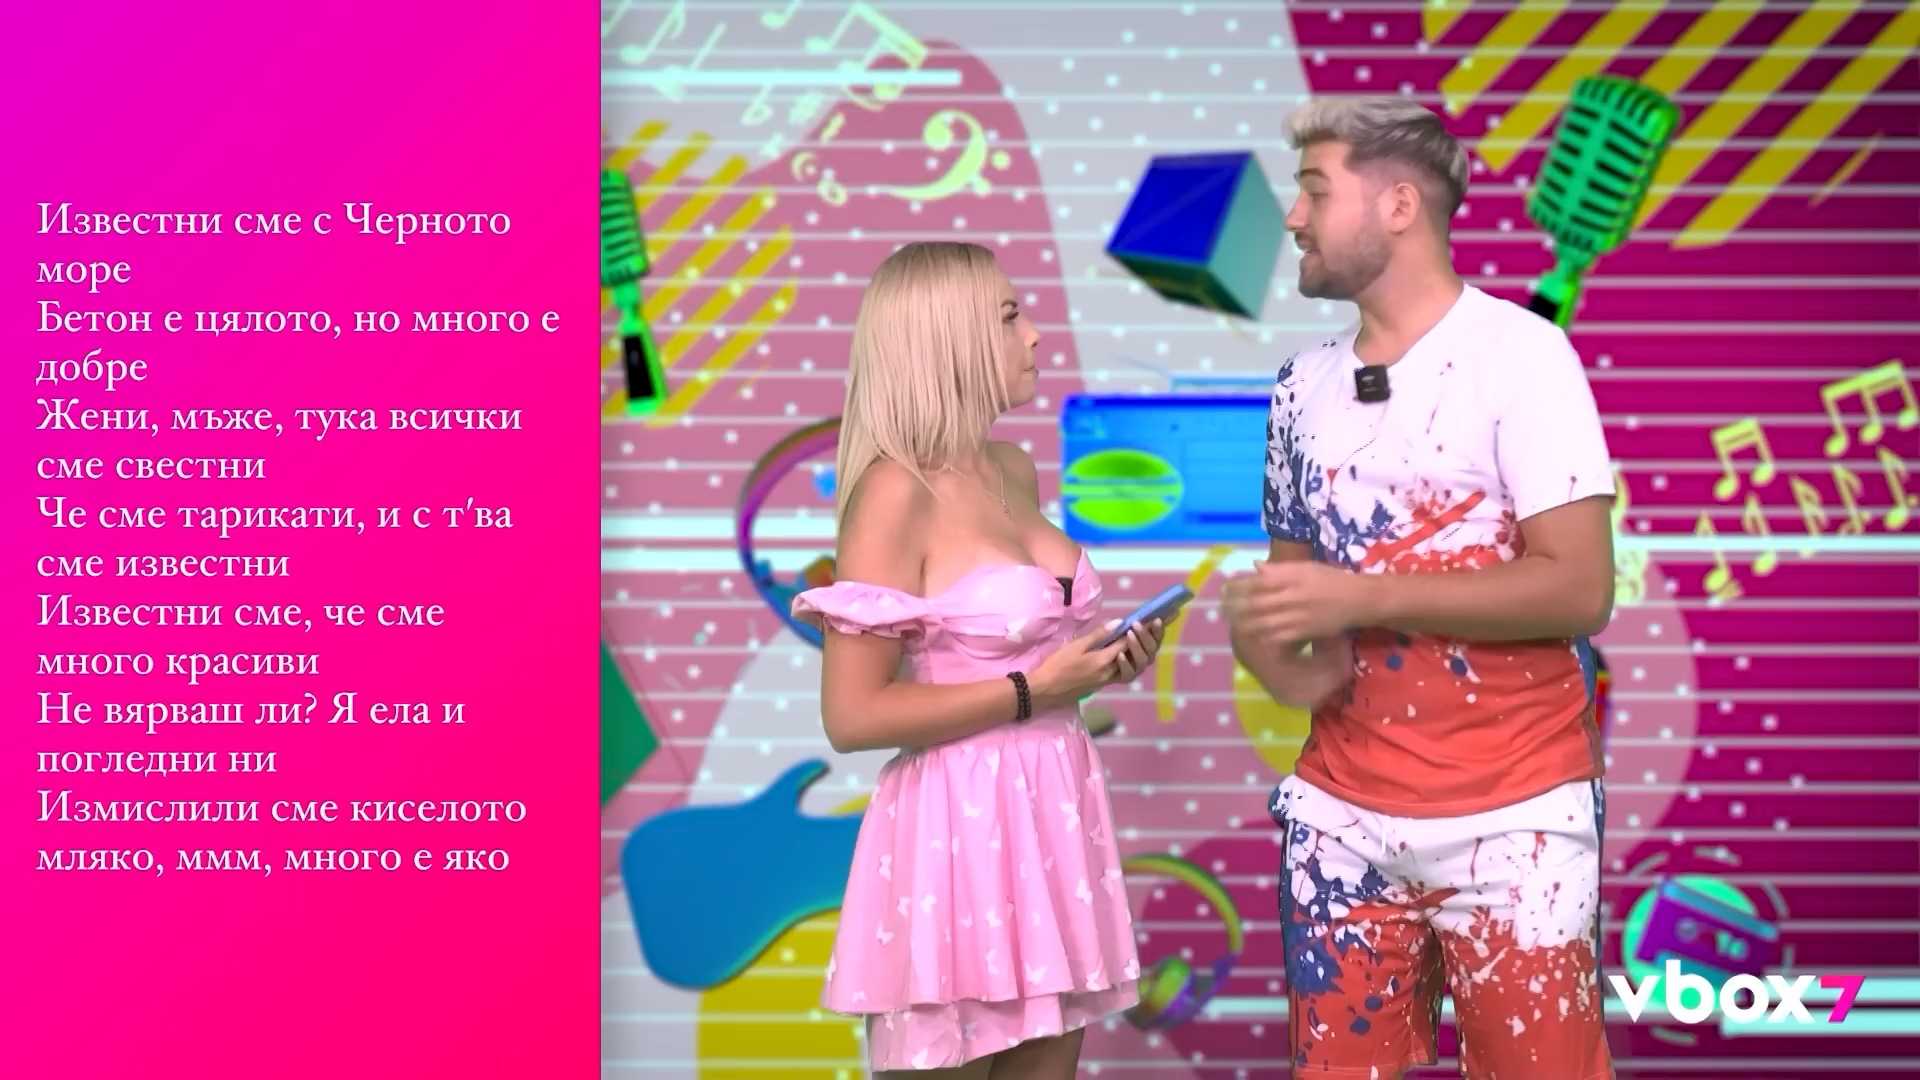 Известни сме с Черното
море
Бетон е цялото, но много е
добре
Жени, мъже, тука всички
сме свестни
Че сме тарикати, и с т'ва
сме известни
Известни сме, че сме
много красиви
Не вярваш ли? Я ела и
погледни ни
Измислили сме киселото
мляко, ммм, много е яко
vbox7